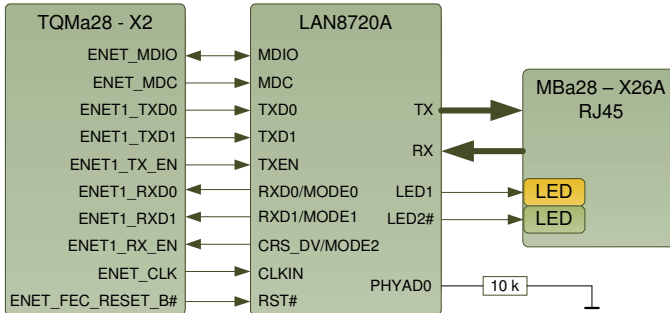 TQMa28 - X2
ENET_MDIO
ENET_MDC
ENET1_TXD0
ENET1_TXD1
ENET1_TX_EN
ENET1_RXD0
ENET1_RXD1
ENET1_RX_EN
ENET_CLK
ENET_FEC_RESET_B#
LAN8720A
MDIO
MDC
TXD0
TXD1
TXEN
RXD0/MODE0
RXD1/MODE1
CRS_DV/MODE2
CLKIN
RST#
TX
RX
LED1
LED2#
PHYAD0
10 k
MBa28 – X26A
RJ45
LED
LED